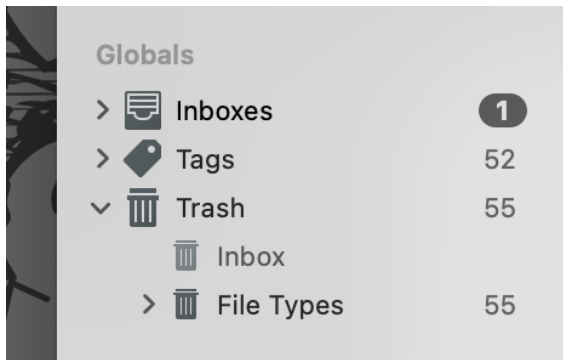 Globals
Inboxes 1
Tags 52
Trash 55
Inbox
File Types 55